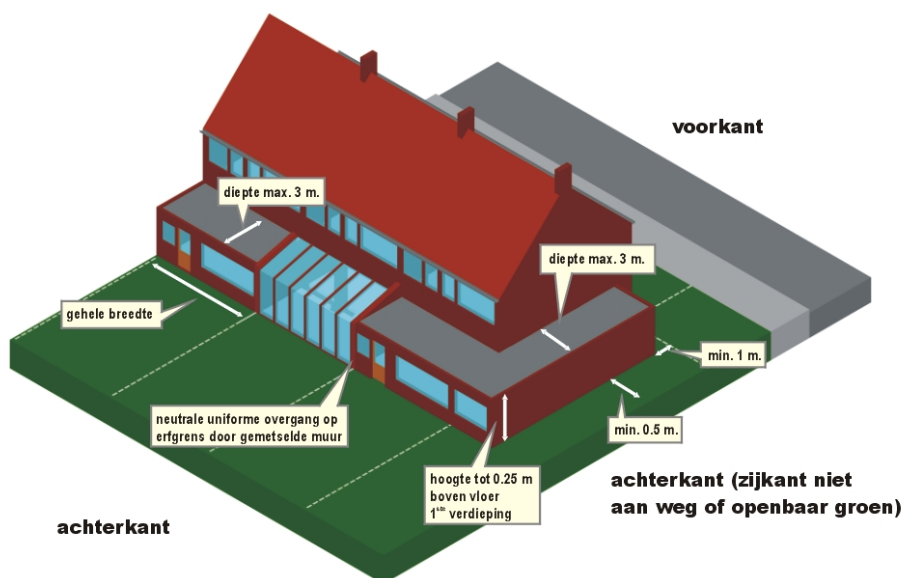 voorkant
diepte max. 3 m.
diepte max. 3 m.
gehele breedte
min. 1 m.
neutrale uniforme overgang op
erfgrens door gemetselde muur
min. 0.5 m.
hoogte tot 0.25 m
boven vloer
1ste verdieping
achterkant (zijkant niet
aan weg of openbaar groen)
achterkant